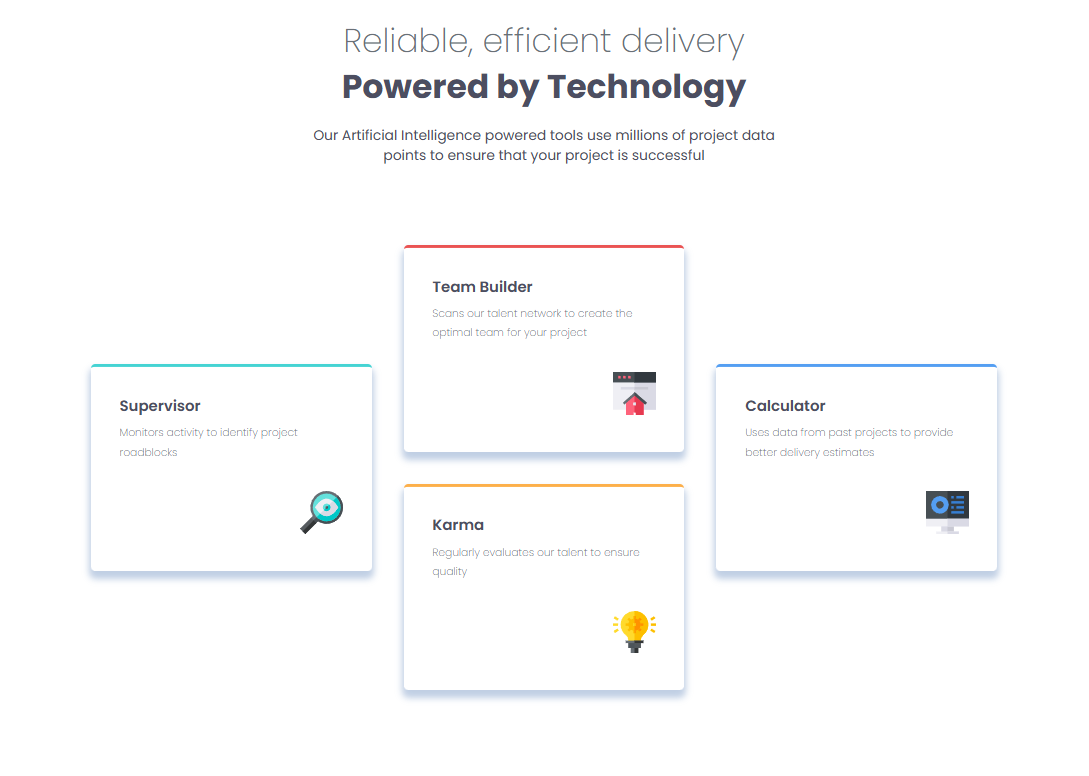 Reliable, efficient delivery
Powered by Technology
Our Artificial Intelligence powered tools use millions of project data
points to ensure that your project is successful
Team Builder
Scans our talent network to create the
optimal team for your project
Supervisor
Monitors activity to identify project
roadblocks
Calculator
Uses data from past projects to provide
better delivery estimates
Karma
Regularly evaluates our talent to ensure
quality